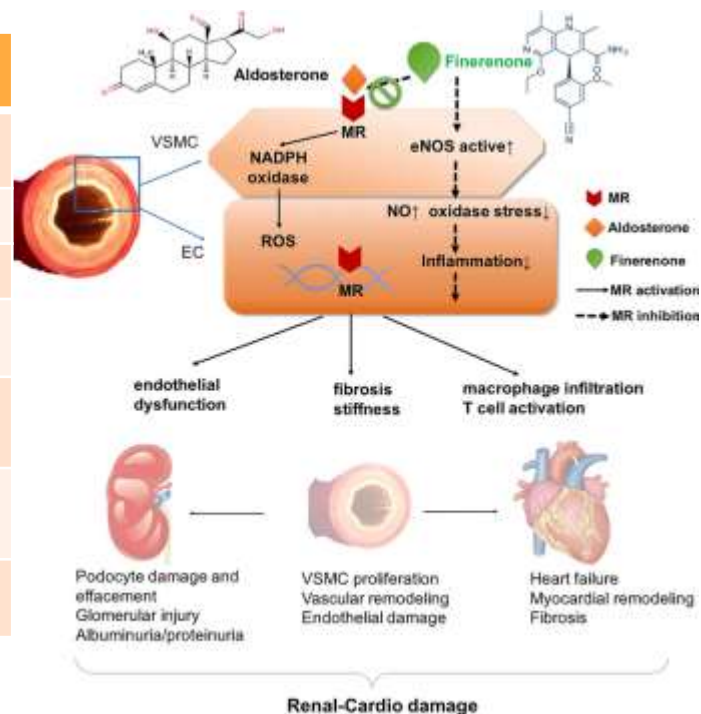 Aldosterone
Finerenone
MR
VSMC
NADPH
oxidase
eNOS active↑
NO↑ oxidase stress↓
EC
ROS
Inflammation↓
MR
MR
Aldosterone
Finerenone
MR activation
MR inhibition
endothelial
dysfunction
fibrosis
stiffness
macrophage infiltration
T cell activation
Podocyte damage and
effacement
Glomerular injury
Albuminuria/proteinuria
VSMC proliferation
Vascular remodeling
Endothelial damage
Heart failure
Myocardial remodeling
Fibrosis
Renal-Cardio damage